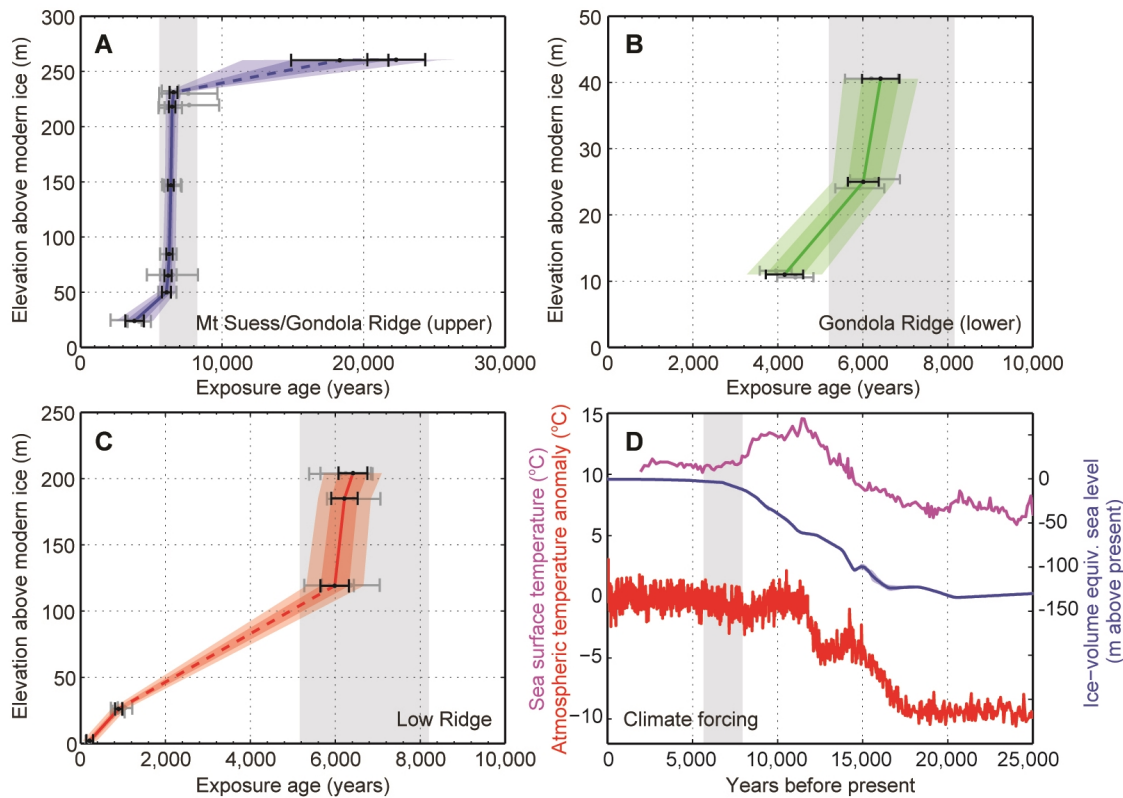 A
Elevation above modern ice (m)
300
250
200
150
100
50
0
0
10,000
20,000
30,000
Mt Suess/Gondola Ridge (upper)
Exposure age (years)
B
Elevation above modern ice (m)
50
40
30
20
10
0
0
2,000
4,000
6,000
8,000
10,000
Gondola Ridge (lower)
Exposure age (years)
C
Elevation above modern ice (m)
250
200
150
100
50
0
0
2,000
4,000
6,000
8,000
10,000
Low Ridge
Exposure age (years)
D
Sea surface temperature (ºC)
Atmospheric temperature anomaly (ºC)
15
10
5
0
−5
−10
0
−50
−100
−150
Ice−volume equiv. sea level
(m above present)
0
5,000
10,000
15,000
20,000
25,000
Climate forcing
Years before present